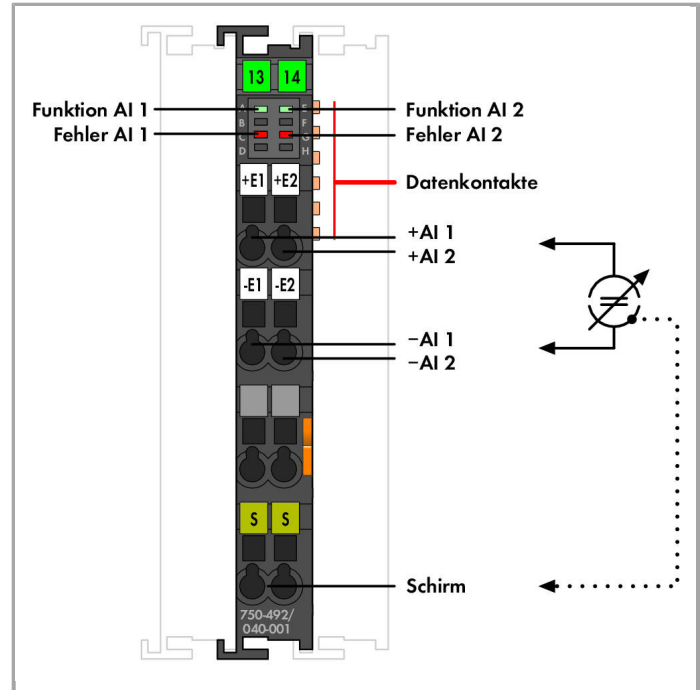 13 14
Funktion AI 1
Funktion AI 2
A E
B F
Fehler AI 1
Fehler AI 2
C G
D H
+E1 +E2
Datenkontakte
+AI 1
+AI 2
-E1 -E2
−AI 1
−AI 2
S S
Schirm
750-492/
040-001